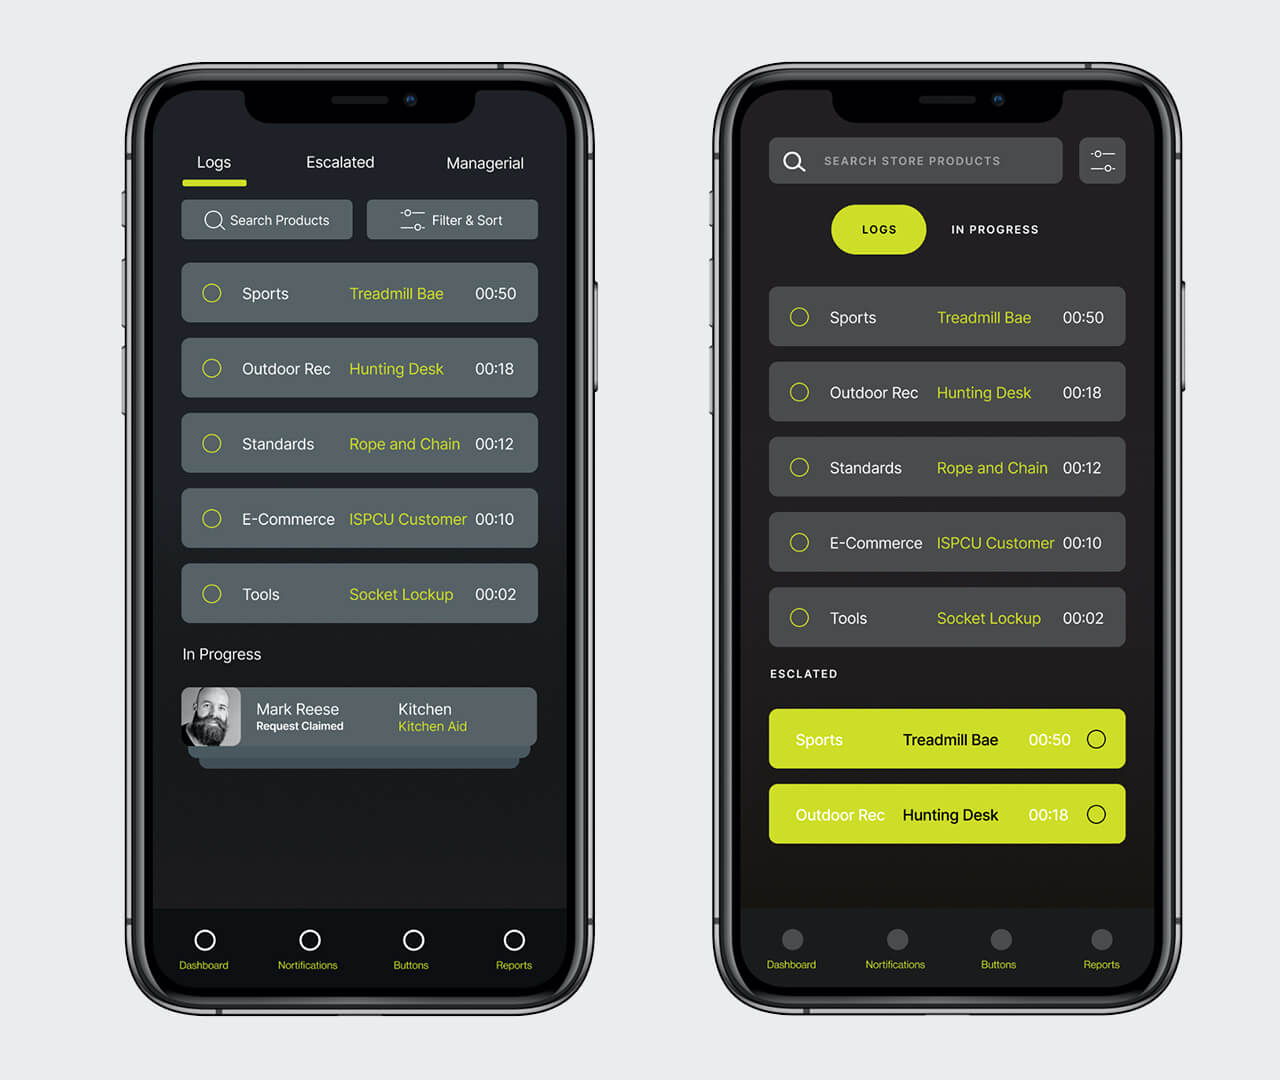 Logs Escalated Managerial
Search Products Filter & Sort
Sports Treadmill Bae 00:50
Outdoor Rec Hunting Desk 00:18
Standards Rope and Chain 00:12
E-Commerce ISPCU Customer 00:10
Tools Socket Lockup 00:02
In Progress
Mark Reese Kitchen
Request Claimed Kitchen Aid
Dashboard Nortifications Buttons Reports
SEARCH STORE PRODUCTS
LOGS IN PROGRESS
Sports Treadmill Bae 00:50
Outdoor Rec Hunting Desk 00:18
Standards Rope and Chain 00:12
E-Commerce ISPCU Customer 00:10
Tools Socket Lockup 00:02
ESCLATED
Sports Treadmill Bae 00:50
Outdoor Rec Hunting Desk 00:18
Dashboard Nortifications Buttons Reports